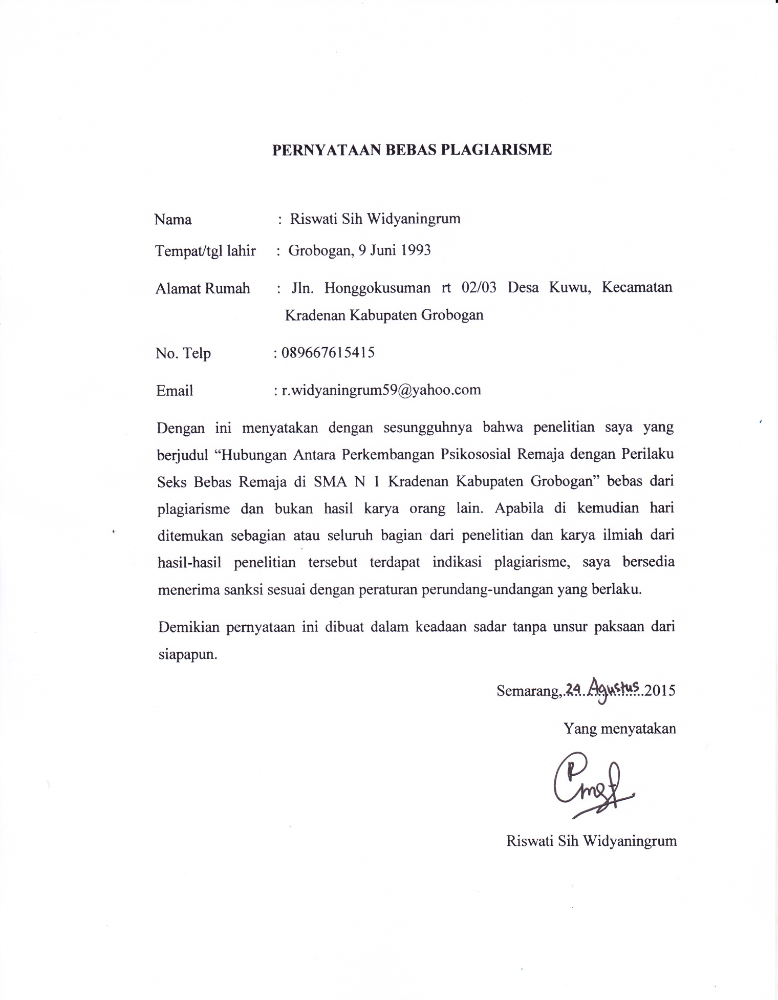 PERNYATAAN BEBAS PLAGIARISME
Nama : Riswati Sih Widyaningrum
Tempat/tgl lahir : Grobogan, 9 Juni 1993
Alamat Rumah : Jln. Honggokusuman rt 02/03 Desa Kuwu, Kecamatan
Kradenan Kabupaten Grobogan
No. Telp : 089667615415
Email : r.widyaningrum59@yahoo.com
Dengan ini menyatakan dengan sesungguhnya bahwa penelitian saya yang
berjudul “Hubungan Antara Perkembangan Psikososial Remaja dengan Perilaku
Seks Bebas Remaja di SMA N 1 Kradenan Kabupaten Grobogan” bebas dari
plagiarisme dan bukan hasil karya orang lain. Apabila di kemudian hari
ditemukan sebagian atau seluruh bagian dari penelitian dan karya ilmiah dari
hasil-hasil penelitian tersebut terdapat indikasi plagiarisme, saya bersedia
menerima sanksi sesuai dengan peraturan perundang-undangan yang berlaku.
Demikian pernyataan ini dibuat dalam keadaan sadar tanpa unsur paksaan dari
siapapun.
Semarang, 24 Agustus 2015
Yang menyatakan
Riswati Sih Widyaningrum